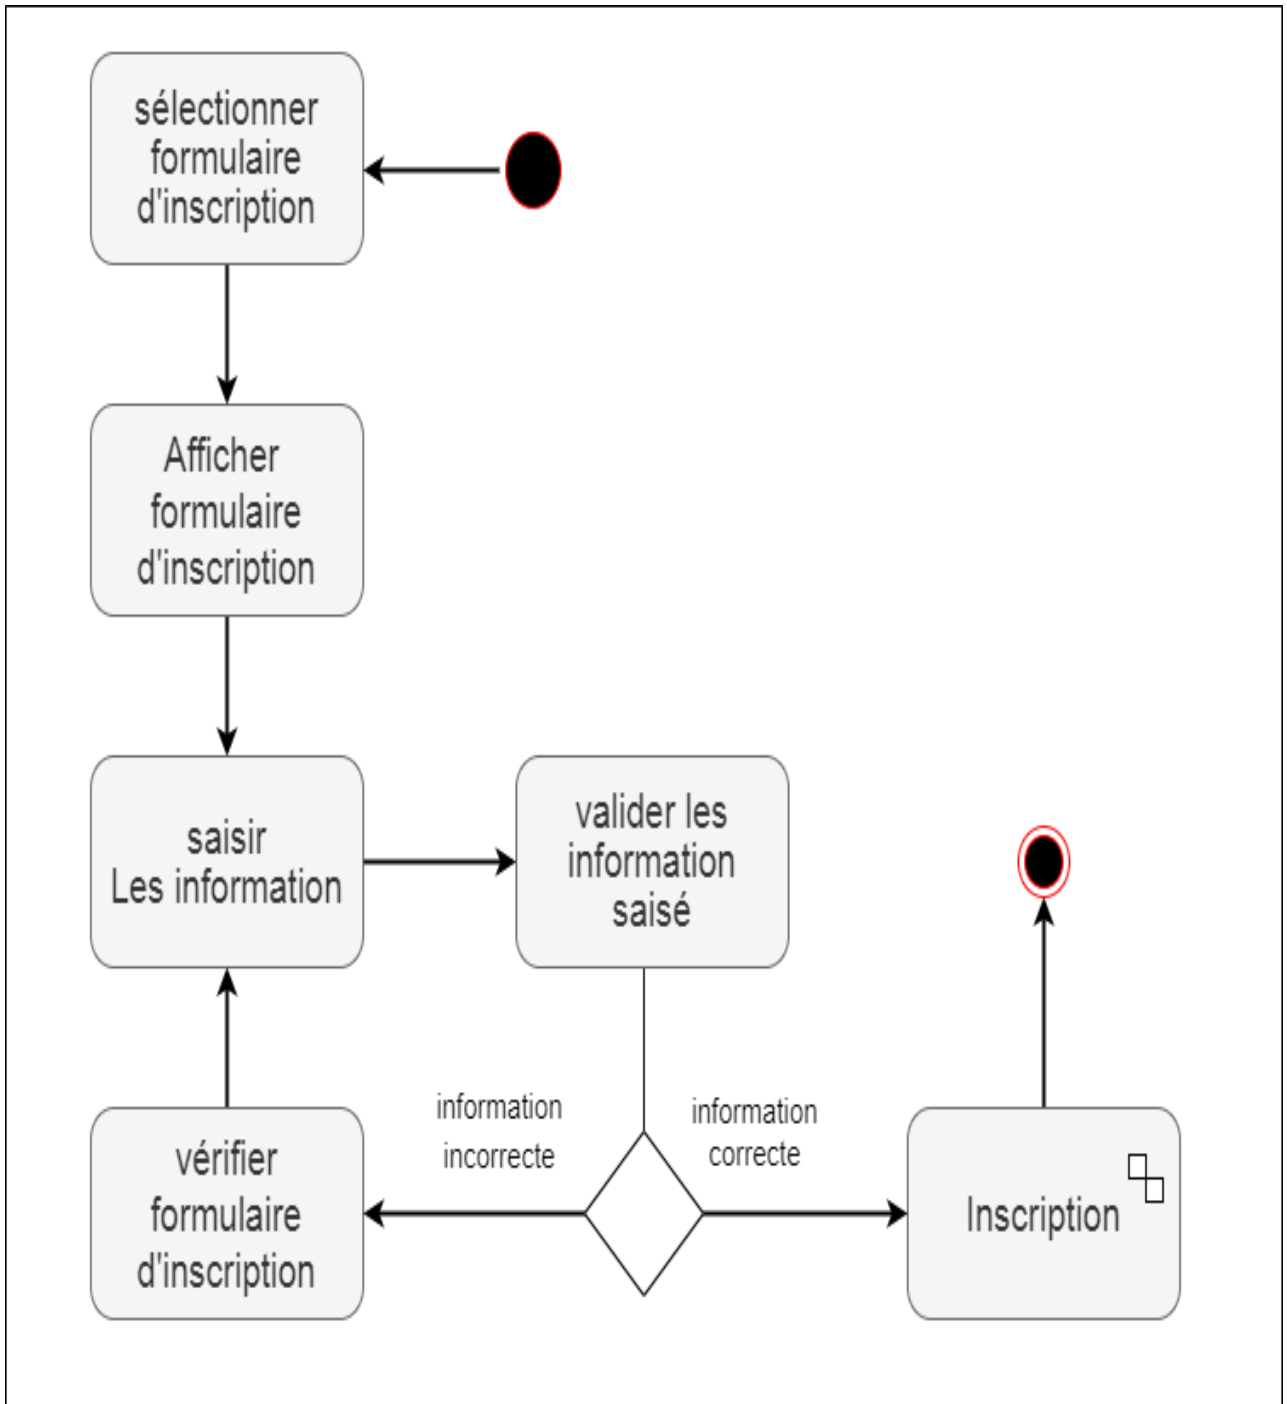 sélectionner
formulaire
d'inscription
Afficher
formulaire
d'inscription
saisir
Les information
valider les
information
saisé
information
incorrecte
information
correcte
vérifier
formulaire
d'inscription
Inscription